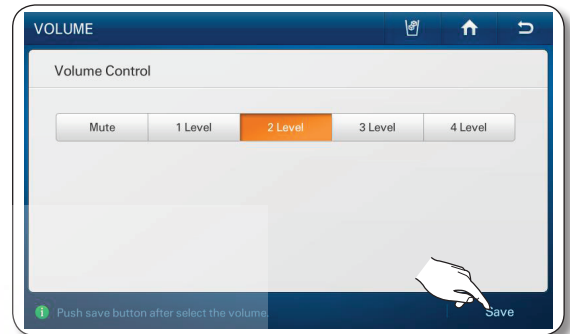 VOLUME
Volume Control
Mute 1 Level 2 Level 3 Level 4 Level
Push save button after select the volume. Save